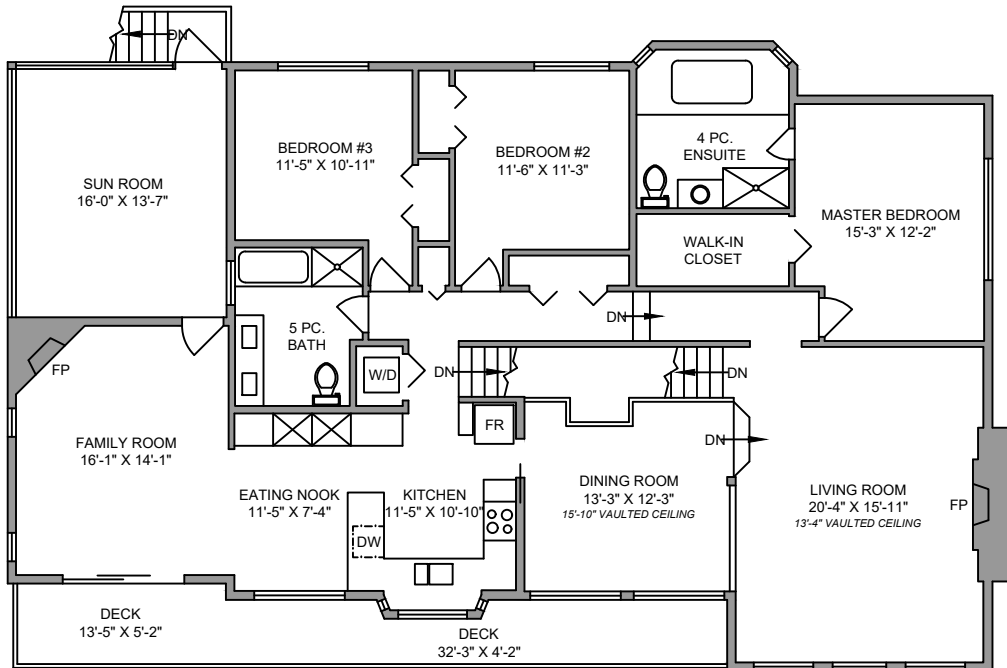 DN
BEDROOM #3
11'-5" X 10'-11"
BEDROOM #2
11'-6" X 11'-3"
4 PC.
ENSUITE
SUN ROOM
16'-0" X 13'-7"
MASTER BEDROOM
15'-3" X 12'-2"
WALK-IN
CLOSET
5 PC.
BATH
DN
FP
W/D
DN
DN
FR
DN
FAMILY ROOM
16'-1" X 14'-1"
EATING NOOK
11'-5" X 7'-4"
KITCHEN
11'-5" X 10'-10"
DW
DINING ROOM
13'-3" X 12'-3"
15'-10" VAULTED CEILING
LIVING ROOM
20'-4" X 15'-11"
13'-4" VAULTED CEILING
FP
DECK
13'-5" X 5'-2"
DECK
32'-3" X 4'-2"